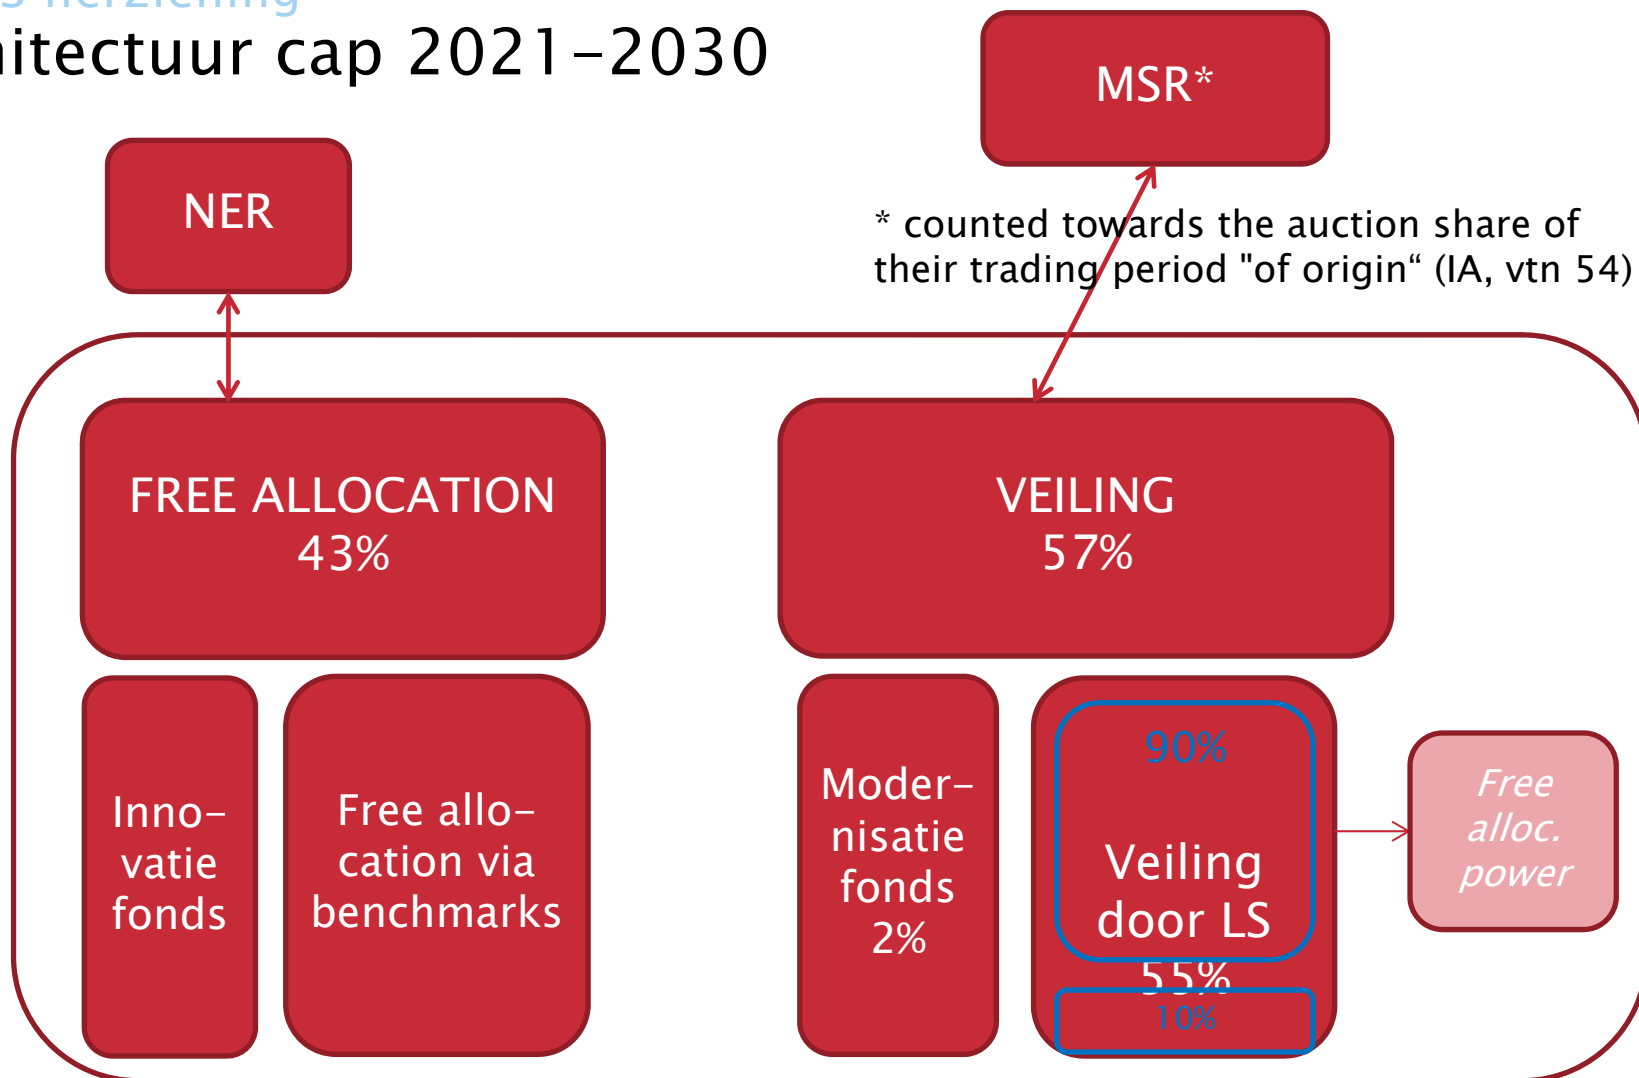 herziening
hitectuur cap 2021-2030
MSR*
NER
* counted towards the auction share of
their trading period "of origin“ (IA, vtn 54)
FREE ALLOCATION
43%
VEILING
57%
Inno-
vatie
fonds
Free allo-
cation via
benchmarks
Moder-
nisatie
fonds
2%
90%
Veiling
door LS
55%
10%
Free
alloc.
power